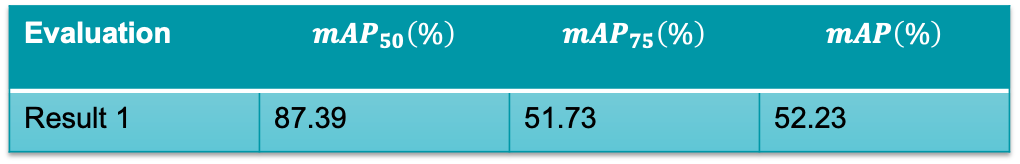 Evaluation mAP50(%) mAP75(%) mAP(%)
Result 1 87.39 51.73 52.23